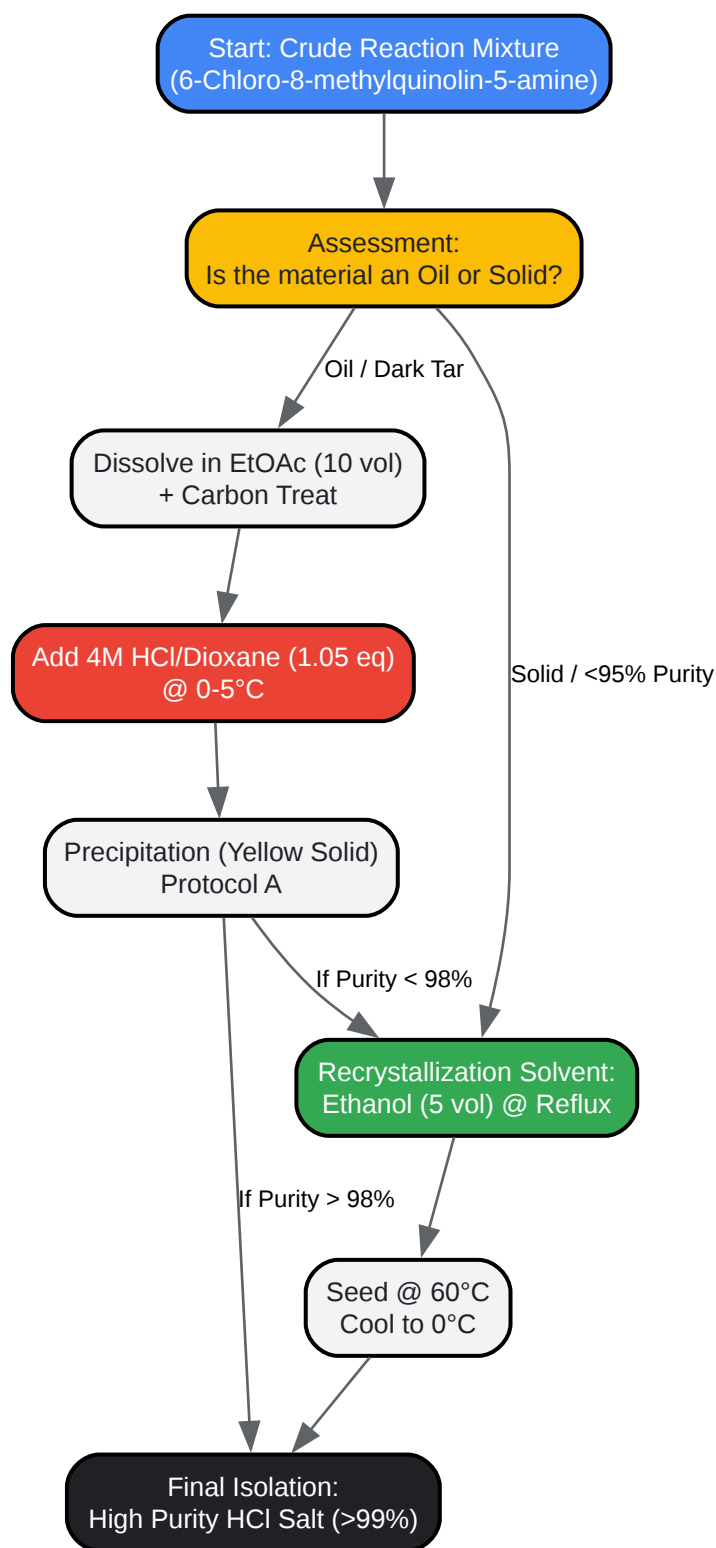 Start: Crude Reaction Mixture
(6-Chloro-8-methylquinolin-5-amine)
Assessment:
Is the material an Oil or Solid?
Oil / Dark Tar
Dissolve in EtOAc (10 vol)
+ Carbon Treat
Add 4M HCl/Dioxane (1.05 eq)
@ 0-5°C
Solid / <95% Purity
Precipitation (Yellow Solid)
Protocol A
If Purity < 98%
Recrystallization Solvent:
Ethanol (5 vol) @ Reflux
If Purity > 98%
Seed @ 60°C
Cool to 0°C
Final Isolation:
High Purity HCl Salt (>99%)